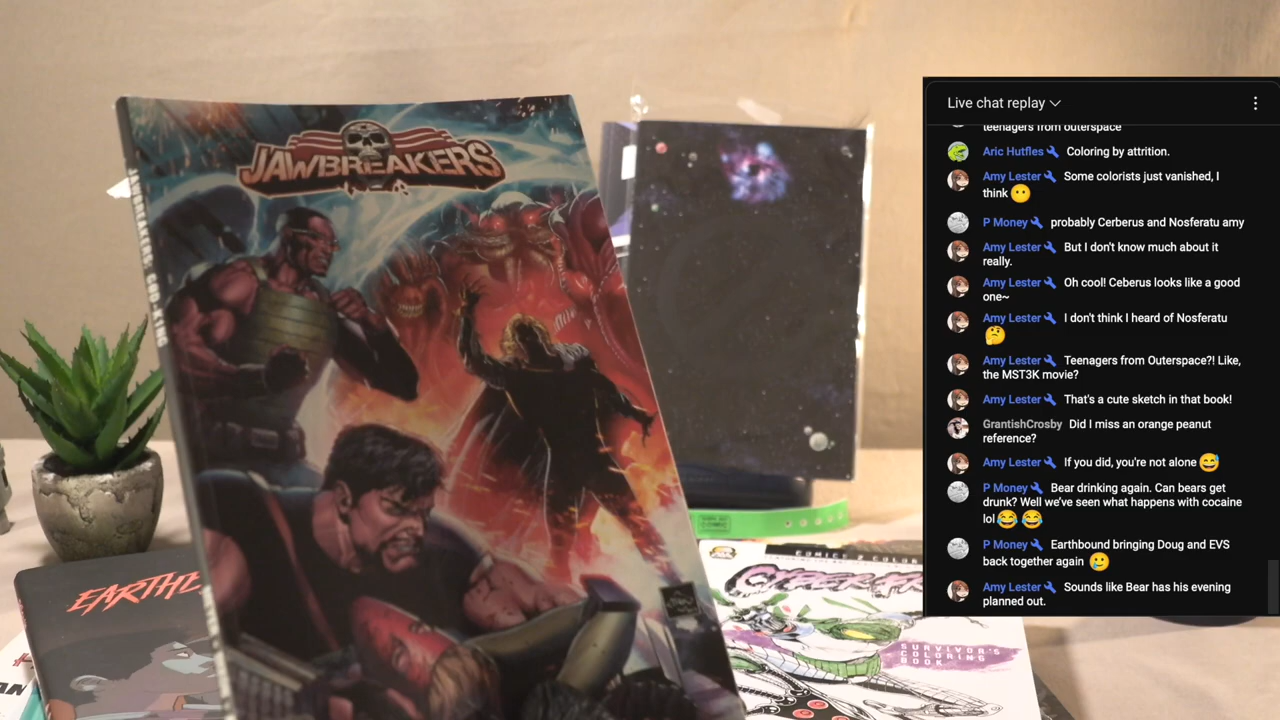 JAWBREAKERS
JAWBREAKERS: GOD-KING
EARTHB
CYBER
SURVIVOR'S
COLORING
BOOK
Live chat replay
teenagers from outerspace
Aric Hutfles Coloring by attrition.
Amy Lester Some colorists just vanished, I
think 😶
P Money probably Cerberus and Nosferatu amy
Amy Lester But I don't know much about it
really.
Amy Lester Oh cool! Ceberus looks like a good
one~
Amy Lester I don't think I heard of Nosferatu
🤔
Amy Lester Teenagers from Outerspace?! Like,
the MST3K movie?
Amy Lester That's a cute sketch in that book!
GrantishCrosby Did I miss an orange peanut
reference?
Amy Lester If you did, you're not alone 😅
P Money Bear drinking again. Can bears get
drunk? Well we've seen what happens with cocaine
lol😂😂
P Money Earthbound bringing Doug and EVS
back together again 🥲
Amy Lester Sounds like Bear has his evening
planned out.